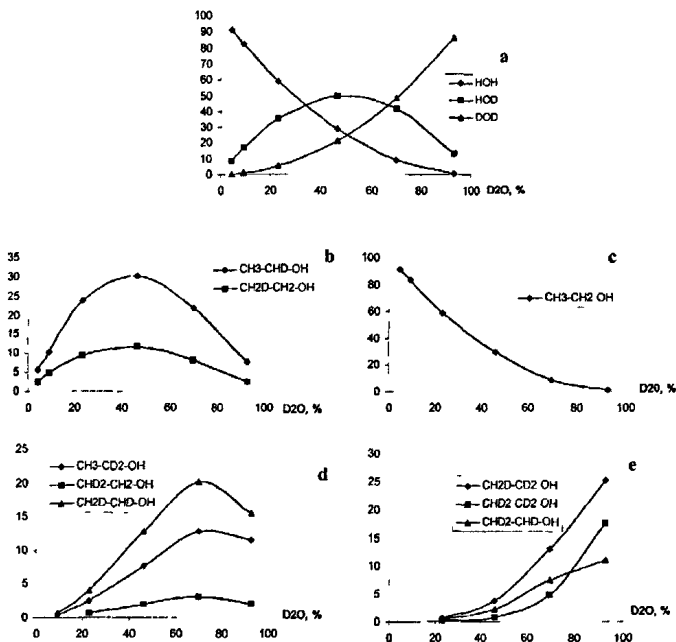 100
90
80
70
60
50
40
30
20
10
0
a
HOH
HOD
DOD
0 20 40 60 80 100 D2O, %
b
35
30
25
20
15
10
5
0
CH3-CHD-OH
CH2D-CH2-OH
0 20 40 60 80 100
D2O, %
c
100
80
60
40
20
0
CH3-CH2 OH
0 20 40 60 80 100
D20, %
d
25
20
15
10
5
0
CH3-CD2-OH
CHD2-CH2-OH
CH2D-CHD-OH
0 20 40 60 80 100
D2O, %
e
30
25
20
15
10
5
0
CH2D-CD2 OH
CHD2 CD2 OH
CHD2-CHD-OH
0 20 40 60 80 100
D2O, %